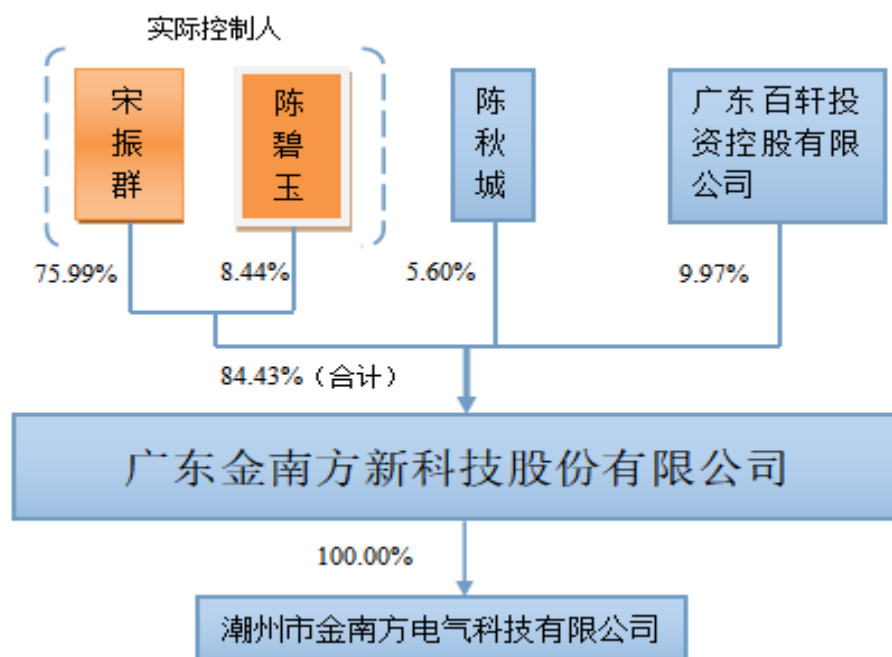 实际控制人
宋振群
陈碧玉
陈秋城
广东百轩投
资控股有限
公司
75.99%
8.44%
5.60%
9.97%
84.43%（合计）
广东金南方新科技股份有限公司
100.00%
潮州市金南方电气科技有限公司